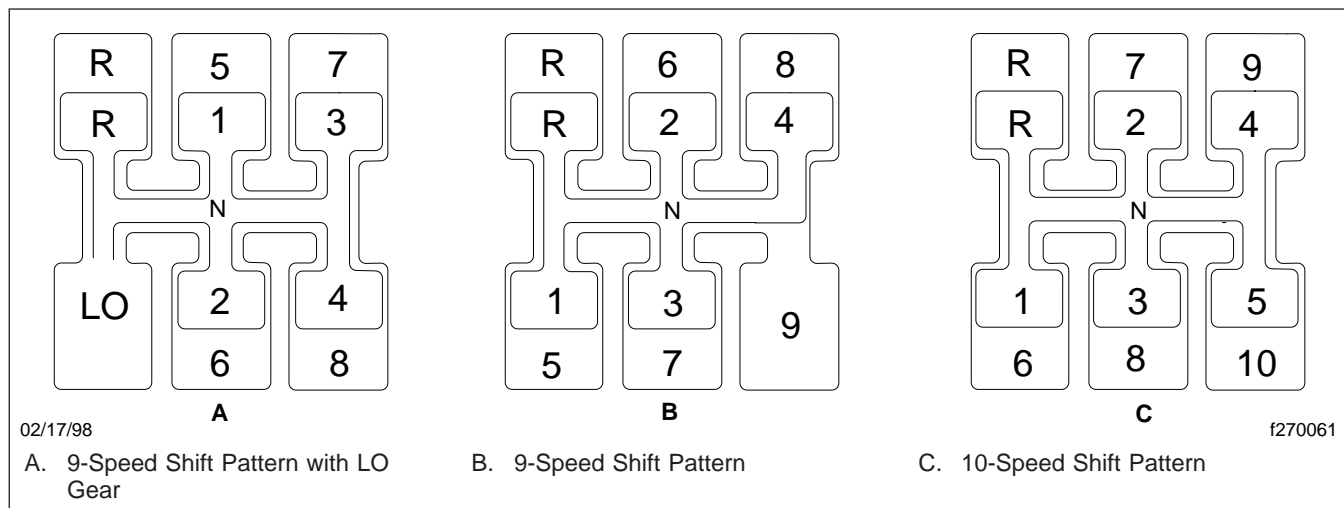 R 5 7
R 1 3
N
LO 2 4
6 8
A
R 6 8
R 2 4
N
1 3 9
5 7
B
R 7 9
R 2 4
N
1 3 5
6 8 10
C
02/17/98
f270061
A. 9-Speed Shift Pattern with LO
Gear
B. 9-Speed Shift Pattern
C. 10-Speed Shift Pattern